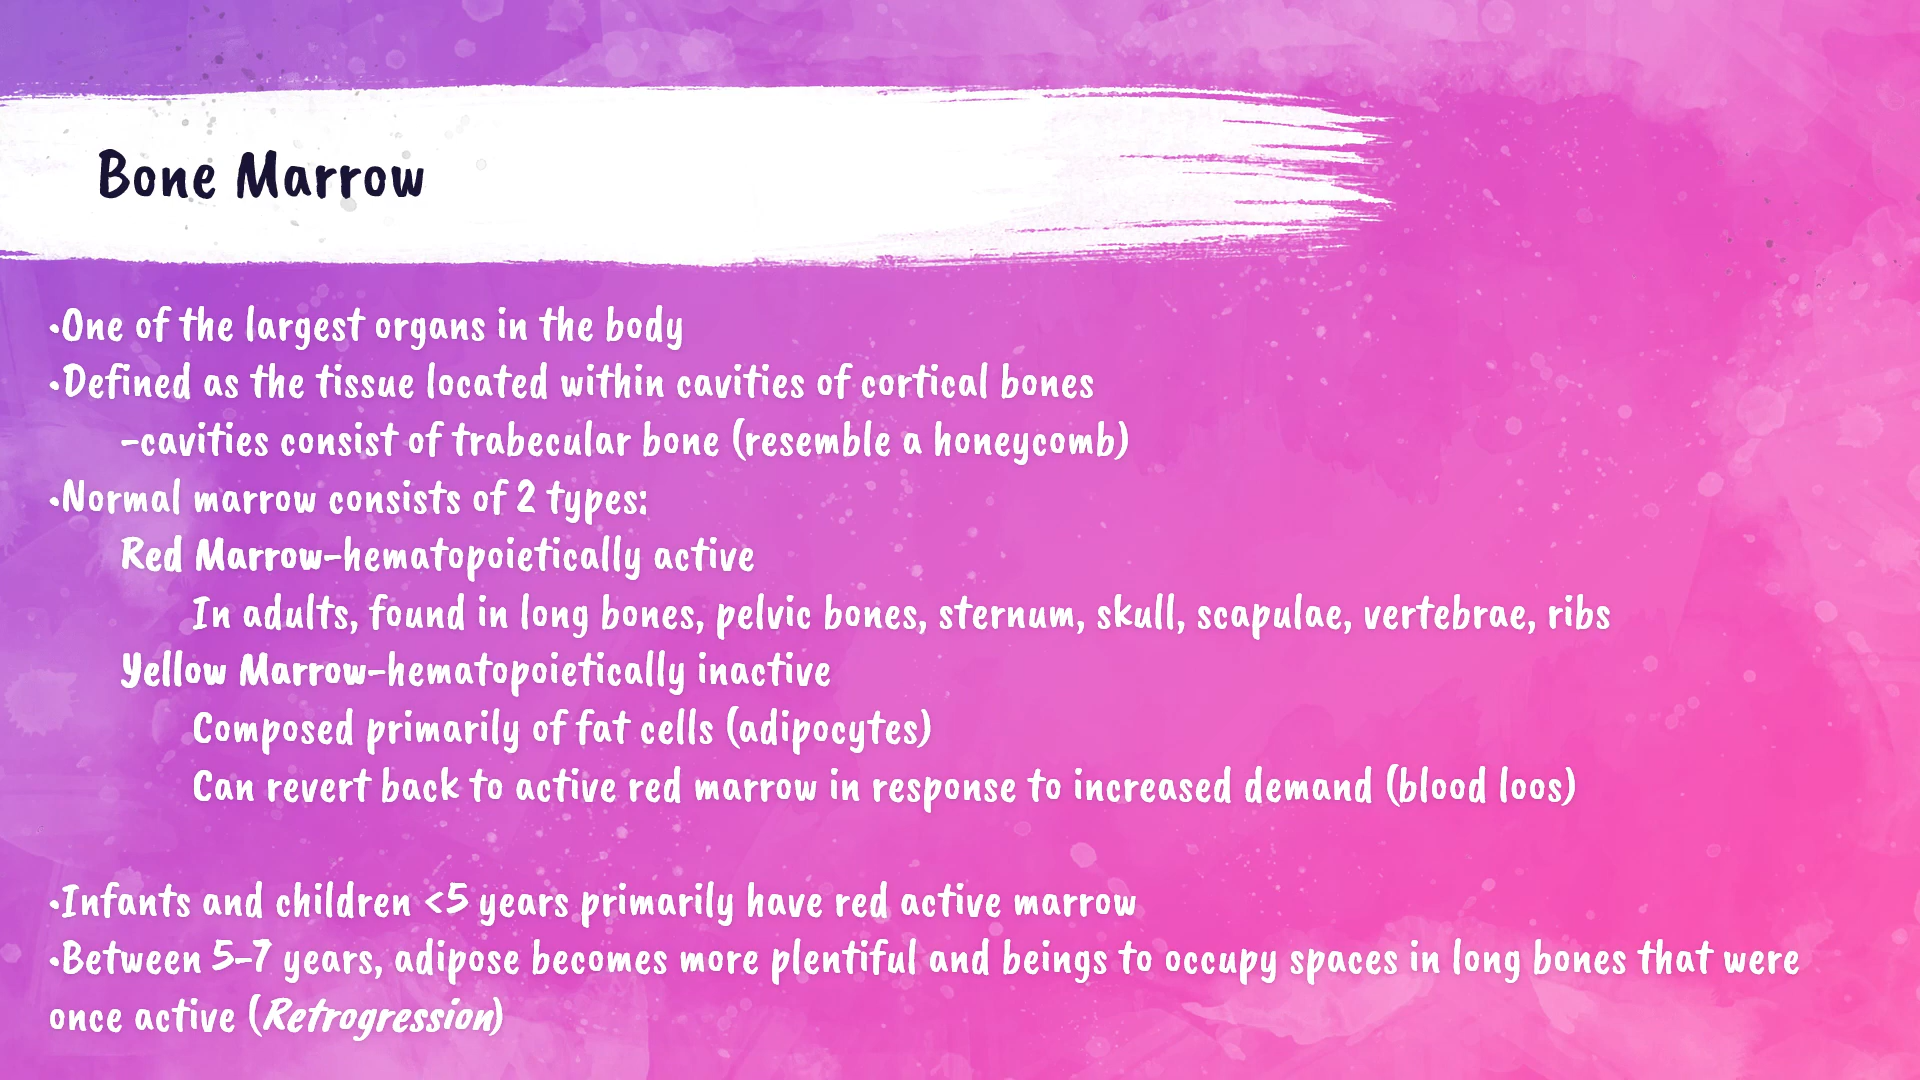 Bone Marrow
•One of the largest organs in the body
•Defined as the tissue located within cavities of cortical bones
-cavities consist of trabecular bone (resemble a honeycomb)
•Normal marrow consists of 2 types:
Red Marrow-hematopoietically active
In adults, found in long bones, pelvic bones, sternum, skull, scapulae, vertebrae, ribs
Yellow Marrow-hematopoietically inactive
Composed primarily of fat cells (adipocytes)
Can revert back to active red marrow in response to increased demand (blood loos)
•Infants and children <5 years primarily have red active marrow
•Between 5-7 years, adipose becomes more plentiful and beings to occupy spaces in long bones that were
once active (Retrogression)